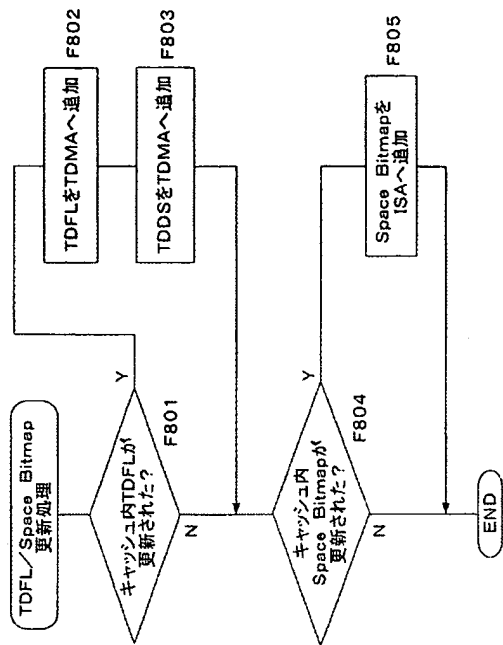 TDFL／Space Bitmap
更新処理
キャッシュ内TDFLが
更新された？
F801
Y
N
TDFLをTDMAへ追加
F802
TDDSをTDMAへ追加
F803
キャッシュ内
Space Bitmapが
更新された？
F804
Y
N
Space Bitmapを
ISAへ追加
F805
END